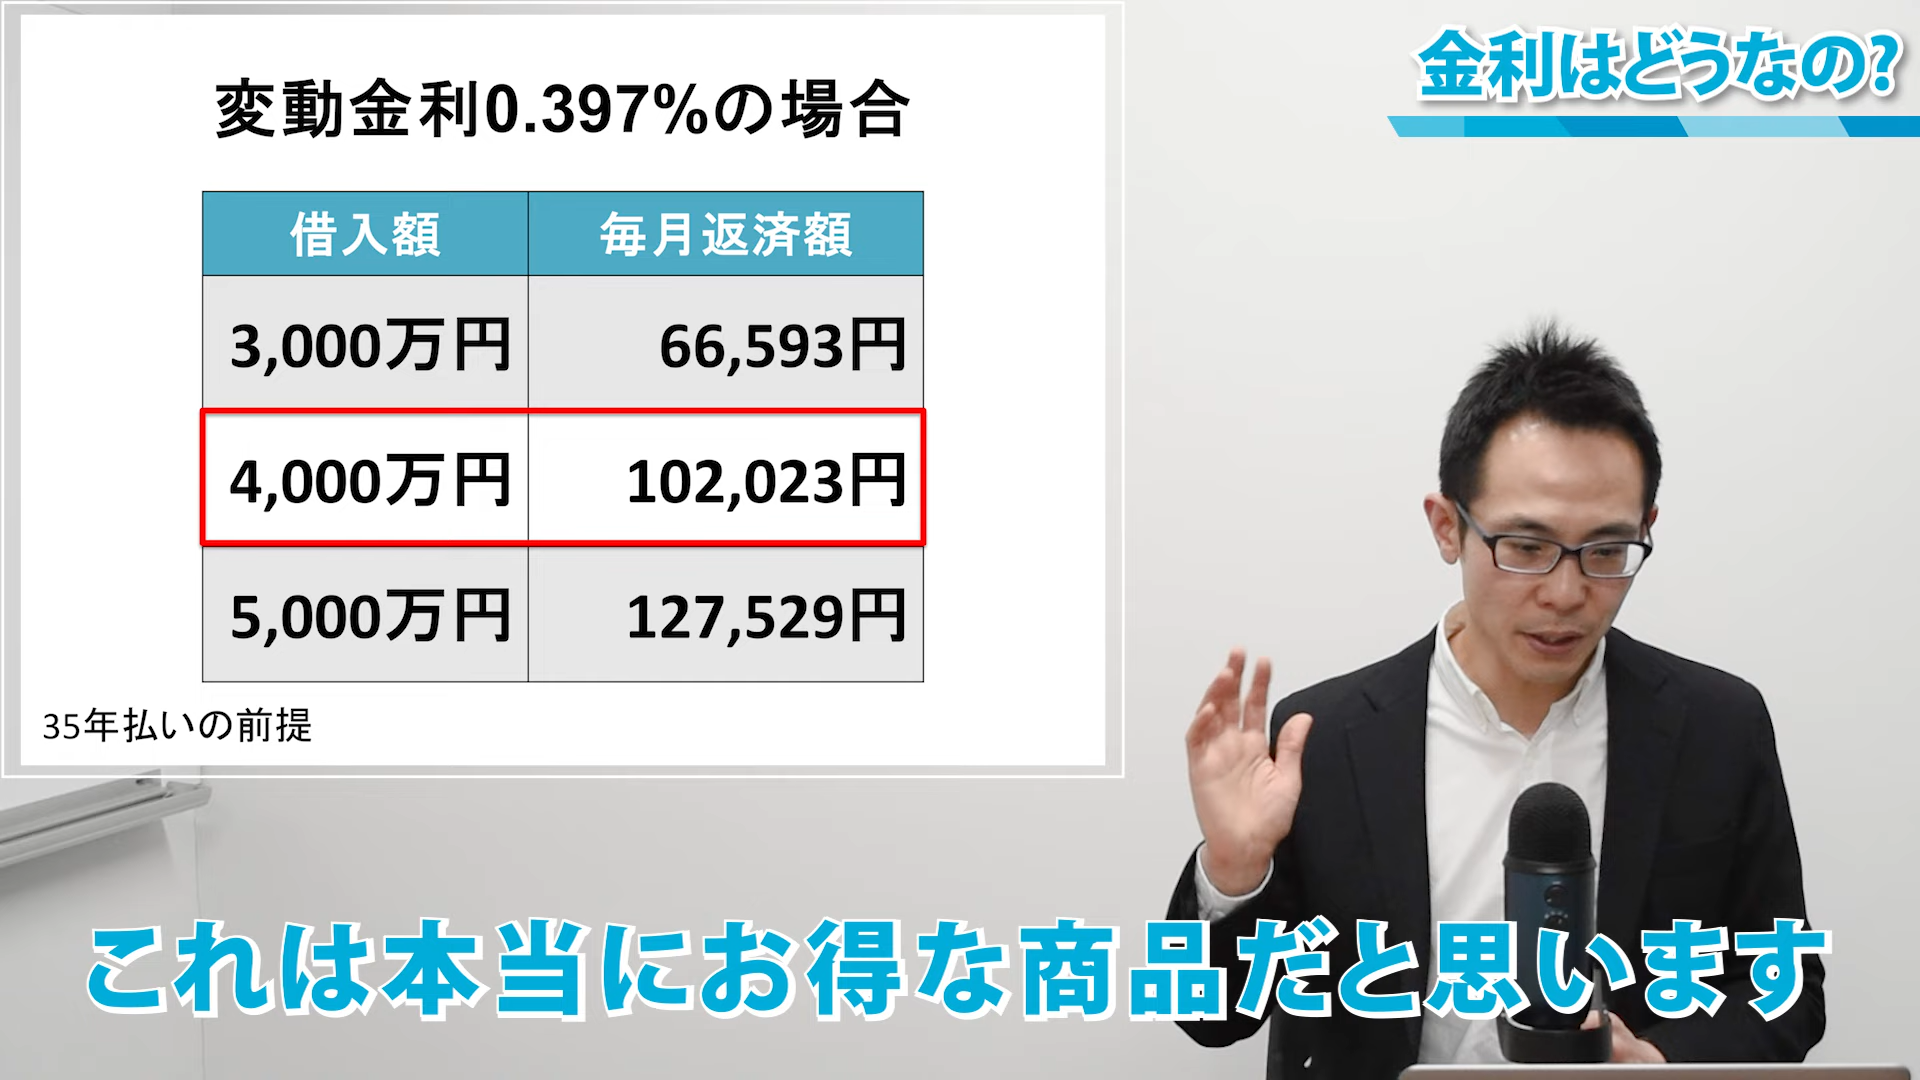 変動金利0.397%の場合
借入額 毎月返済額
3,000万円 66,593円
4,000万円 102,023円
5,000万円 127,529円
35年払いの前提
金利はどうなの?
これは本当にお得な商品だと思います